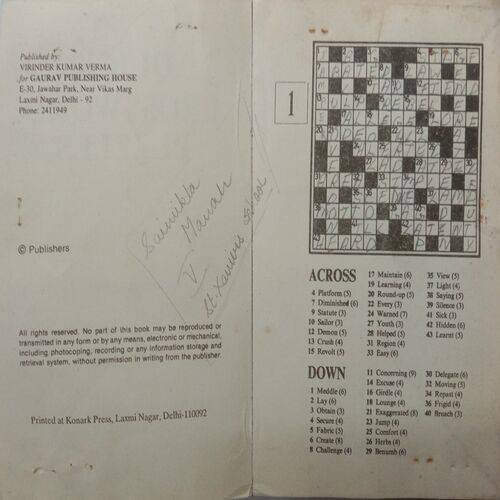 Published by:
VIRINDER KUMAR VERMA
for GAURAV PUBLISHING HOUSE
E-30, Jawahar Park, Near Vikas Marg
Laxmi Nagar, Delhi - 92
Phone: 2411949
Manah
V
St. Xaviers School
© Publishers
All rights reserved. No part of this book may be reproduced or
transmitted in any form or by any means, electronic or mechanical,
including photocopying, recording or any information storage and
retrieval system, without permission in writing from the publisher.
Printed at Konark Press, Laxmi Nagar, Delhi-110092
1
ACROSS
4 Platform (5)
7 Diminished (6)
9 Statute (3)
10 Sailor (3)
12 Demon (5)
13 Crush (4)
15 Revolt (5)
17 Maintain (6)
19 Learning (4)
20 Round-up (5)
22 Every (3)
24 Warned (7)
27 Youth (3)
28 Helped (5)
31 Region (4)
33 Easy (6)
35 View (5)
37 Light (4)
38 Saying (5)
39 Silence (3)
41 Sick (3)
42 Hidden (6)
43 Learnt (5)
DOWN
1 Meddle (6)
2 Lay (6)
3 Obtain (3)
4 Secure (4)
5 Fabric (5)
6 Create (8)
8 Challenge (4)
11 Concerning (9)
14 Excuse (4)
16 Girdle (4)
18 Lounge (4)
21 Exaggerated (8)
23 Jump (4)
25 Comfort (4)
26 Herbs (4)
29 Benumb (6)
30 Delegate (6)
32 Moving (5)
34 Repast (4)
36 Frigid (4)
40 Broach (3)